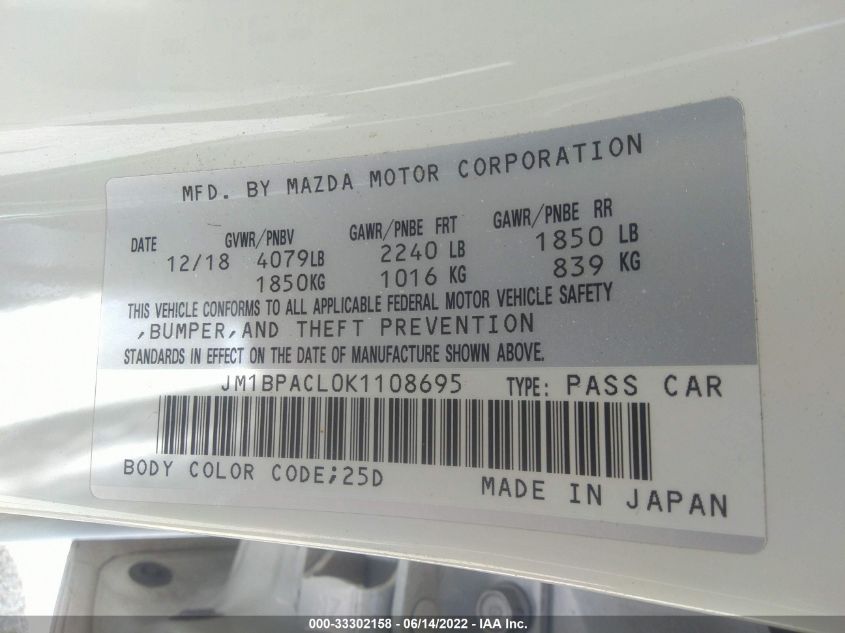 MFD. BY MAZDA MOTOR CORPORATION
DATE GVWR/PNBV GAWR/PNBE FRT GAWR/PNBE RR
12/18 4079LB 2240 LB 1850 LB
1850KG 1016 KG 839 KG
THIS VEHICLE CONFORMS TO ALL APPLICABLE FEDERAL MOTOR VEHICLE SAFETY
,BUMPER,AND THEFT PREVENTION
STANDARDS IN EFFECT ON THE DATE OF MANUFACTURE SHOWN ABOVE.
JM1BPACL0K1108695 TYPE: PASS CAR
BODY COLOR CODE;25D
MADE IN JAPAN
000-33302158 - 06/14/2022 - IAA Inc.